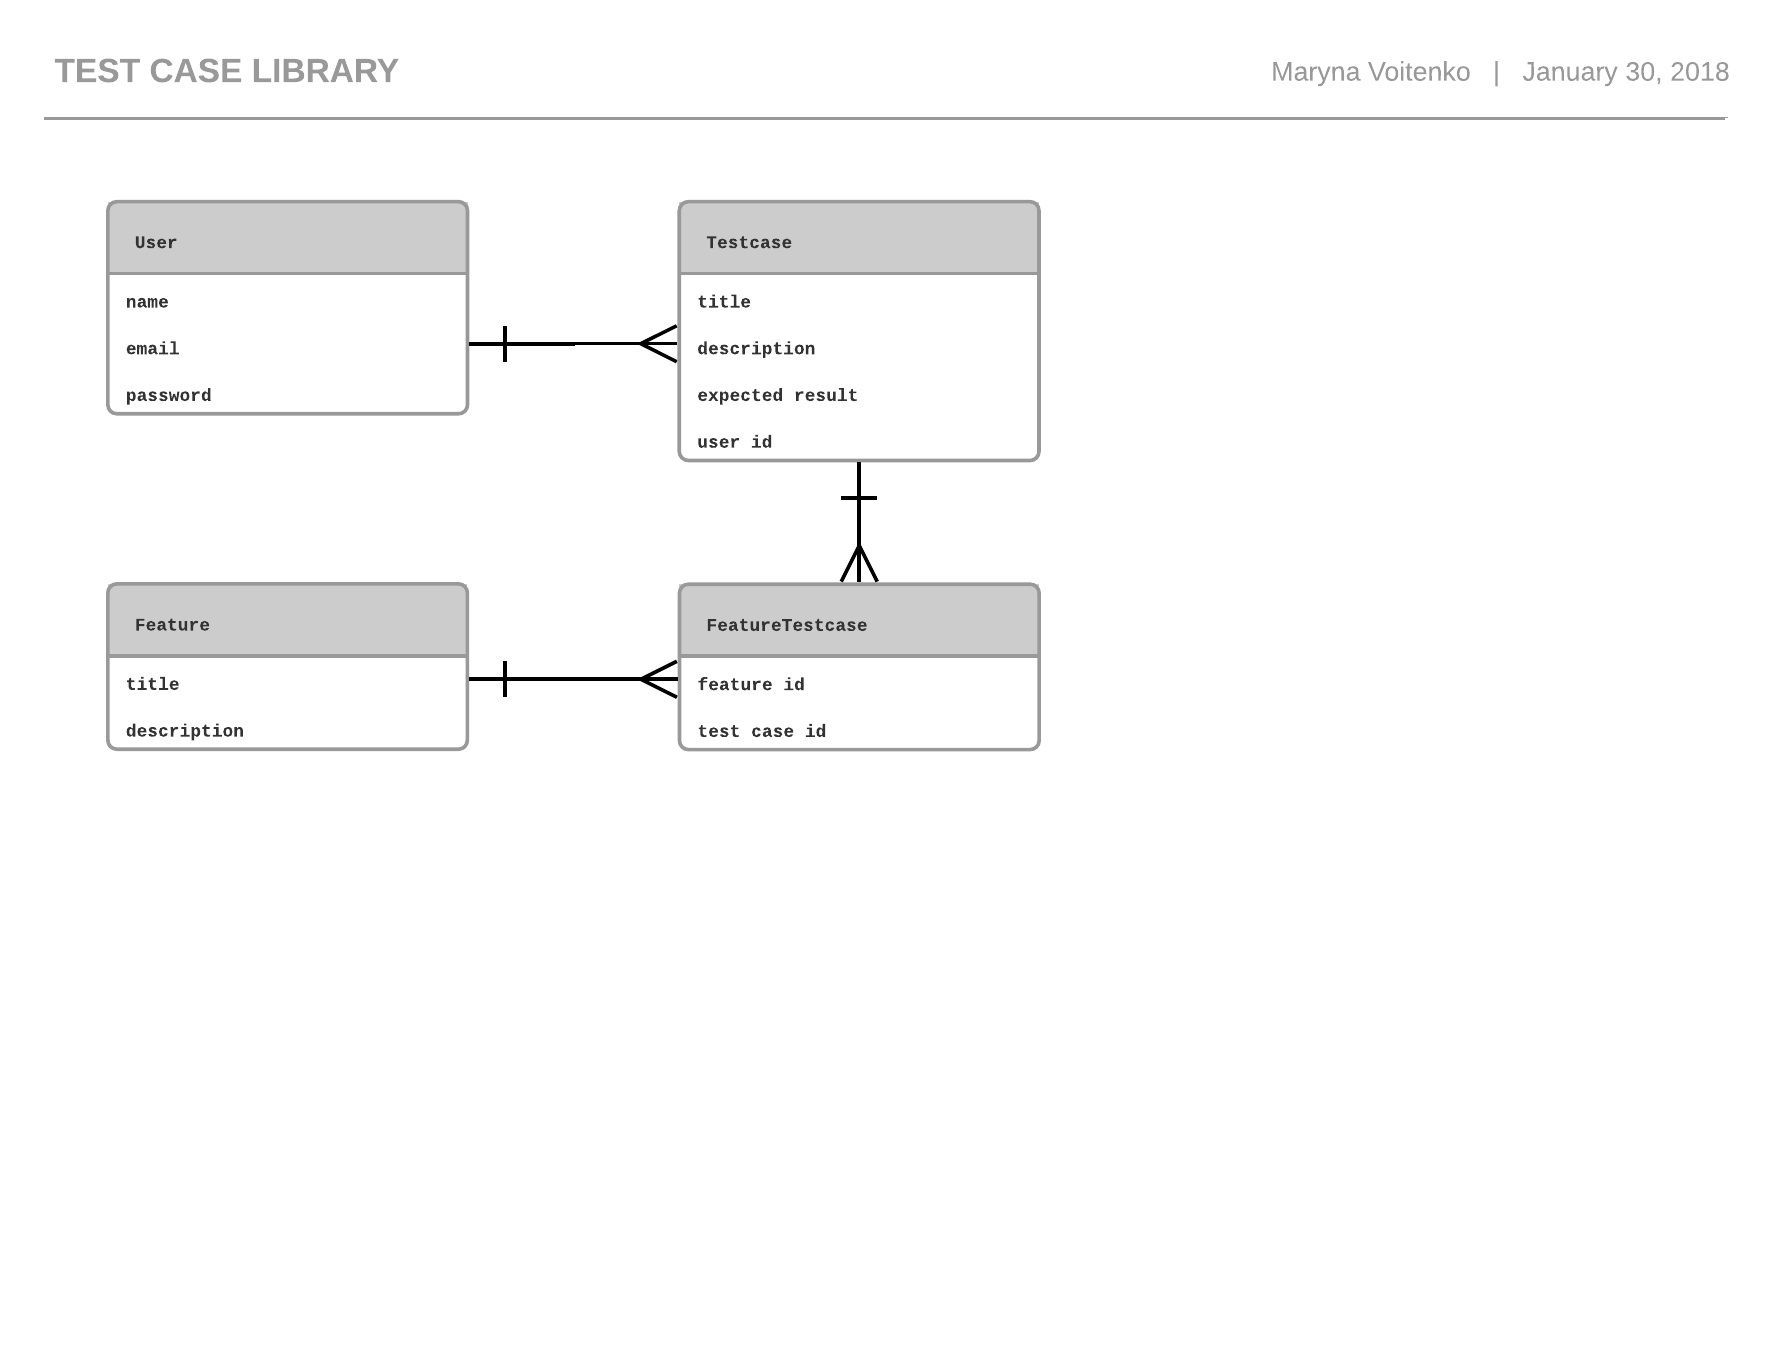 TEST CASE LIBRARY
Maryna Voitenko | January 30, 2018
User
name
email
password
Testcase
title
description
expected result
user id
Feature
title
description
FeatureTestcase
feature id
test case id